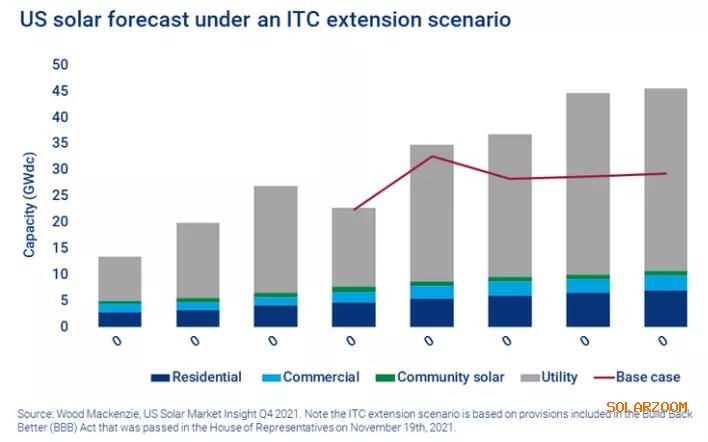 US solar forecast under an ITC extension scenario
Capacity (GWdc)
50
45
40
35
30
25
20
15
10
5
0
0 0 0 0 0 0 0 0
Residential Commercial Community solar Utility Base case
SOLARZOOM
Source: Wood Mackenzie, US Solar Market Insight Q4 2021. Note the ITC extension scenario is based on provisions included in the Build Back
Better (BBB) Act that was passed in the House of Representatives on November 19th, 2021.